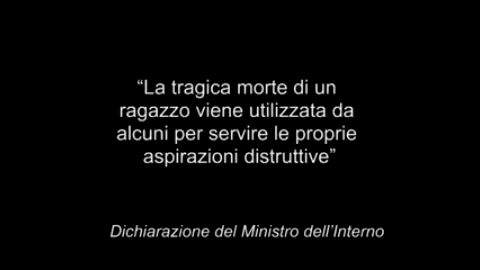 “La tragica morte di un
ragazzo viene utilizzata da
alcuni per servire le proprie
aspirazioni distruttive”
Dichiarazione del Ministro dell’Interno